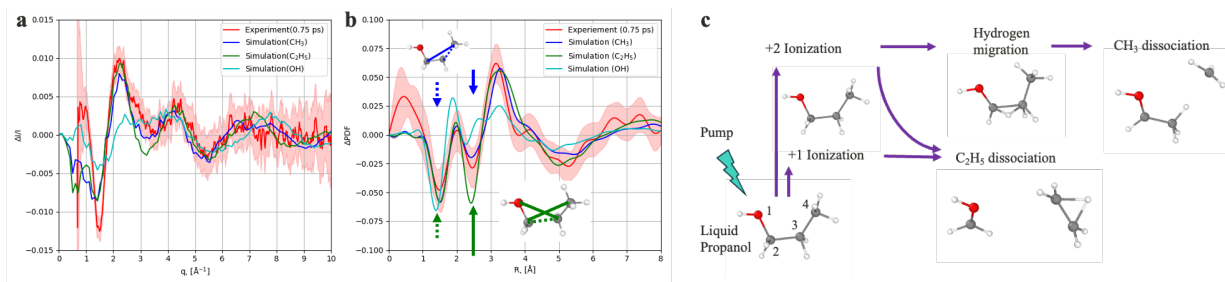 a
0.015
0.010
0.005
0.000
−0.005
−0.010
−0.015
ΔI/I
0 1 2 3 4 5 6 7 8 9 10
q, [Å⁻¹]
Experiment(0.75 ps)
Simulation(CH₃)
Simulation(C₂H₅)
Simulation(OH)
b
0.100
0.075
0.050
0.025
0.000
−0.025
−0.050
−0.075
−0.100
ΔPDF
0 1 2 3 4 5 6 7 8
R, [Å]
Experiement (0.75 ps)
Simulation (CH₃)
Simulation (C₂H₅)
Simulation (OH)
c
+2 Ionization
Hydrogen
migration
CH₃ dissociation
Pump
+1 Ionization
C₂H₅ dissociation
Liquid
Propanol
1
2
3
4